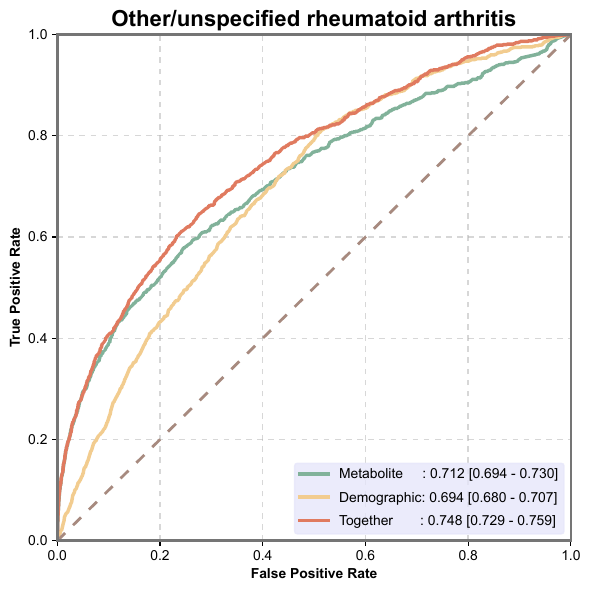 Other/unspecified rheumatoid arthritis
True Positive Rate
1.0
0.8
0.6
0.4
0.2
0.0
Metabolite : 0.712 [0.694 - 0.730]
Demographic: 0.694 [0.680 - 0.707]
Together : 0.748 [0.729 - 0.759]
0.0 0.2 0.4 0.6 0.8 1.0
False Positive Rate